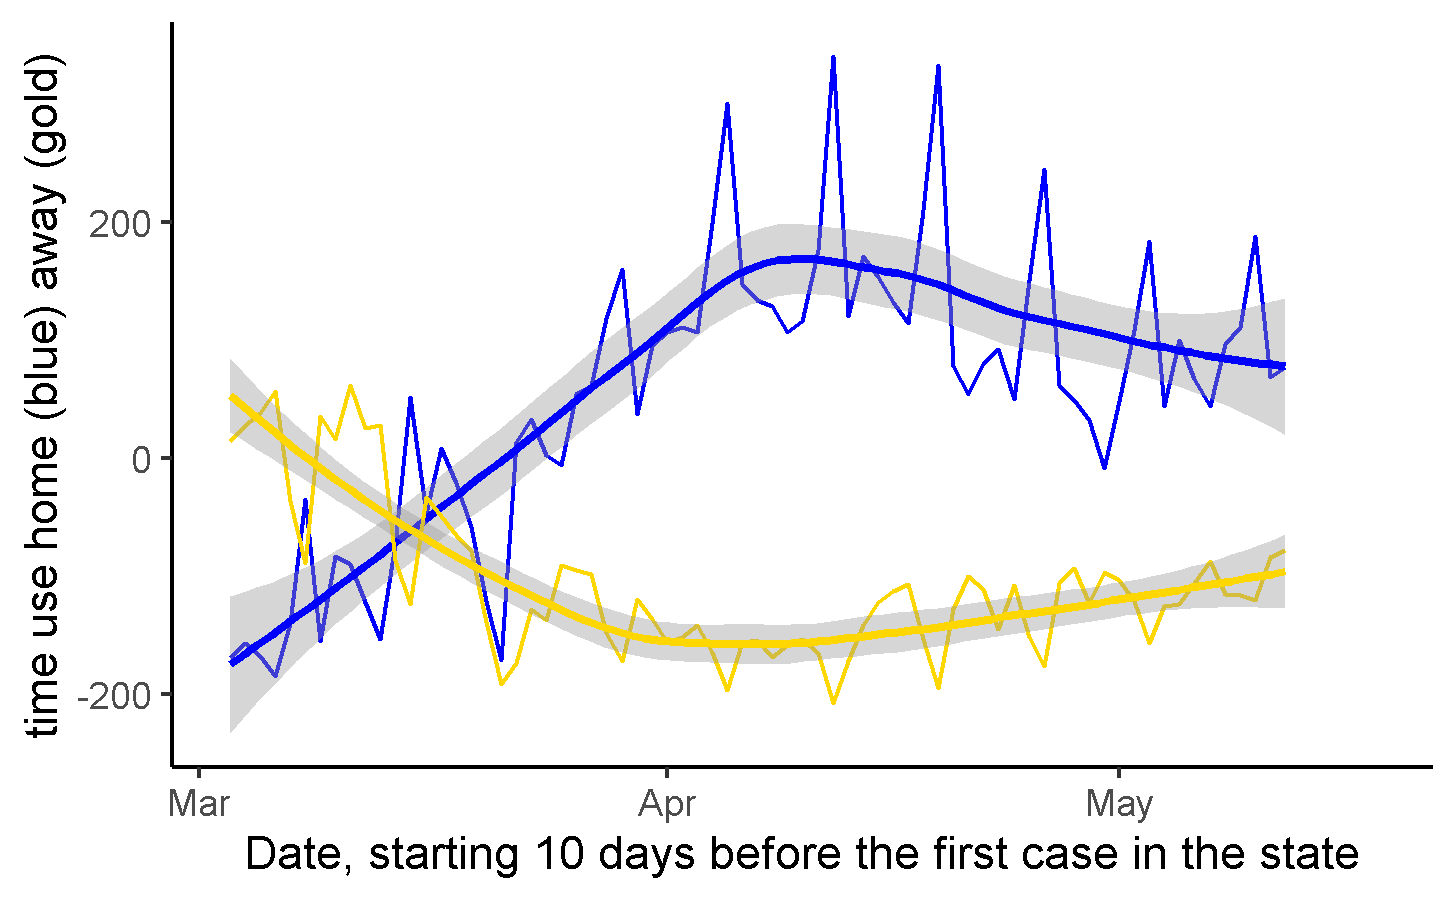 time use home (blue) away (gold)
200
0
-200
Mar Apr May
Date, starting 10 days before the first case in the state